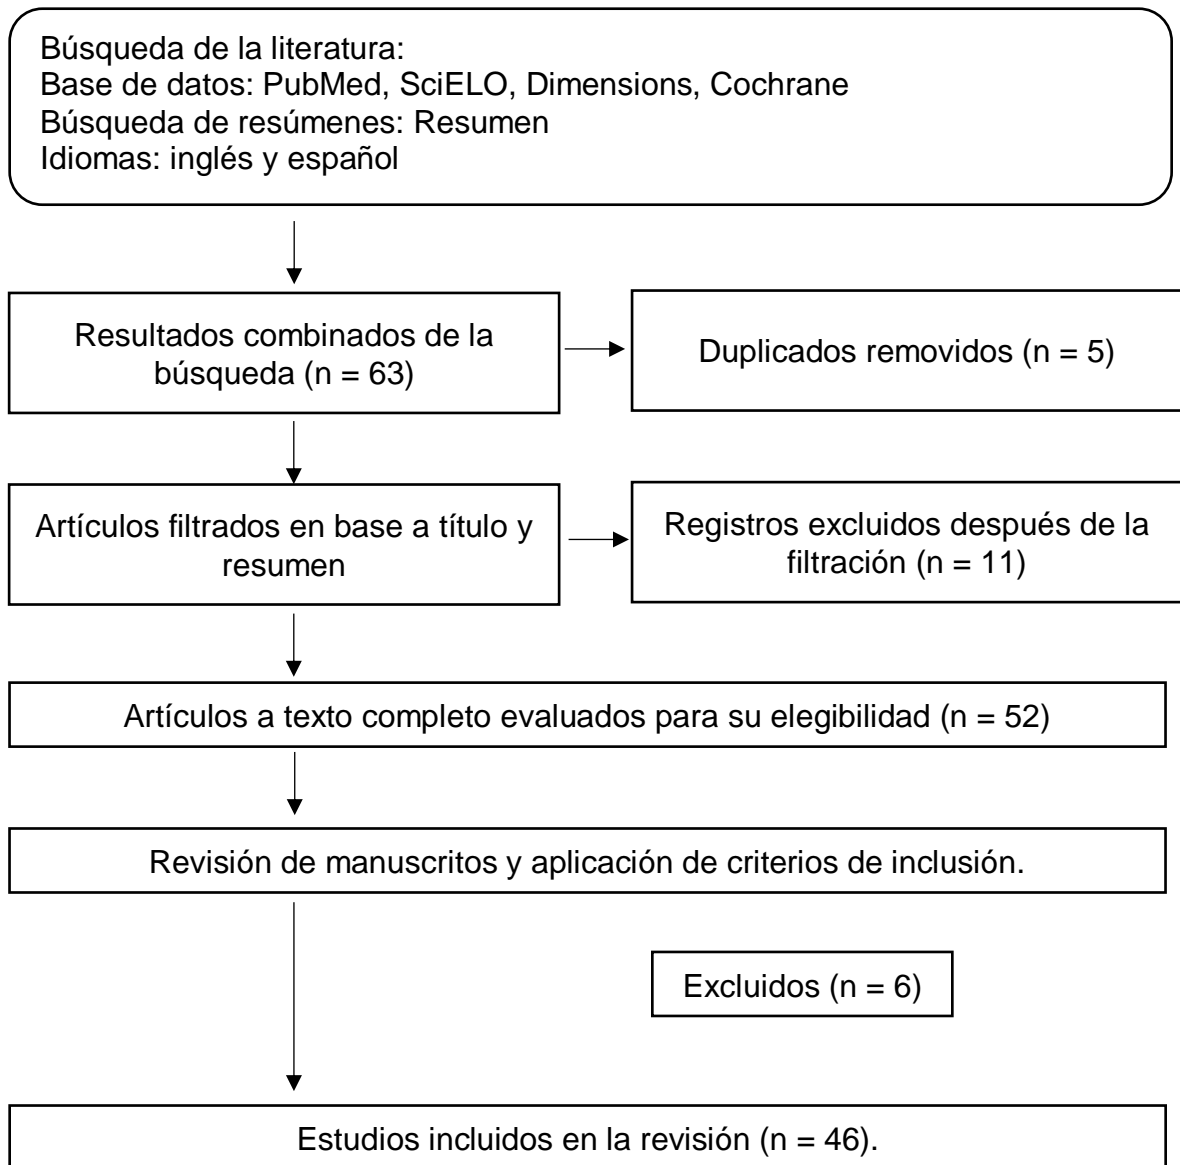 Búsqueda de la literatura:
Base de datos: PubMed, SciELO, Dimensions, Cochrane
Búsqueda de resúmenes: Resumen
Idiomas: inglés y español
Resultados combinados de la
búsqueda (n = 63)
Duplicados removidos (n = 5)
Artículos filtrados en base a título y
resumen
Registros excluidos después de la
filtración (n = 11)
Artículos a texto completo evaluados para su elegibilidad (n = 52)
Revisión de manuscritos y aplicación de criterios de inclusión.
Excluidos (n = 6)
Estudios incluidos en la revisión (n = 46).